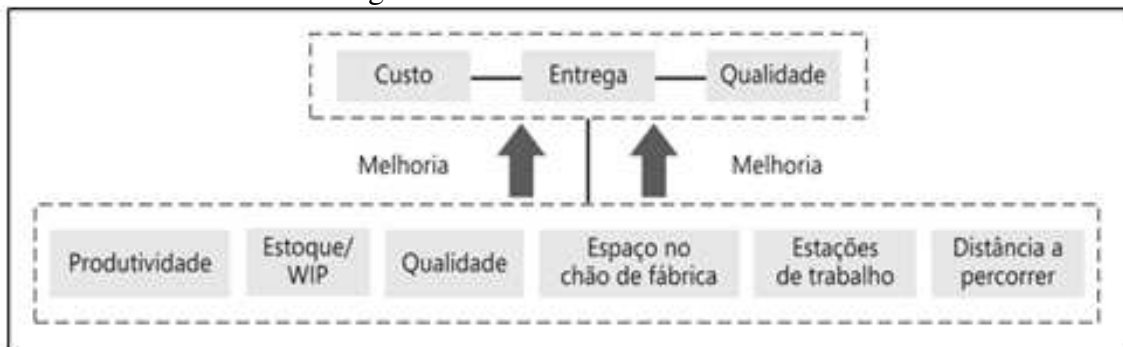 Custo
Entrega
Qualidade
Melhoria
Melhoria
Produtividade
Estoque/
WIP
Qualidade
Espaço no
chão de fábrica
Estações
de trabalho
Distância a
percorrer